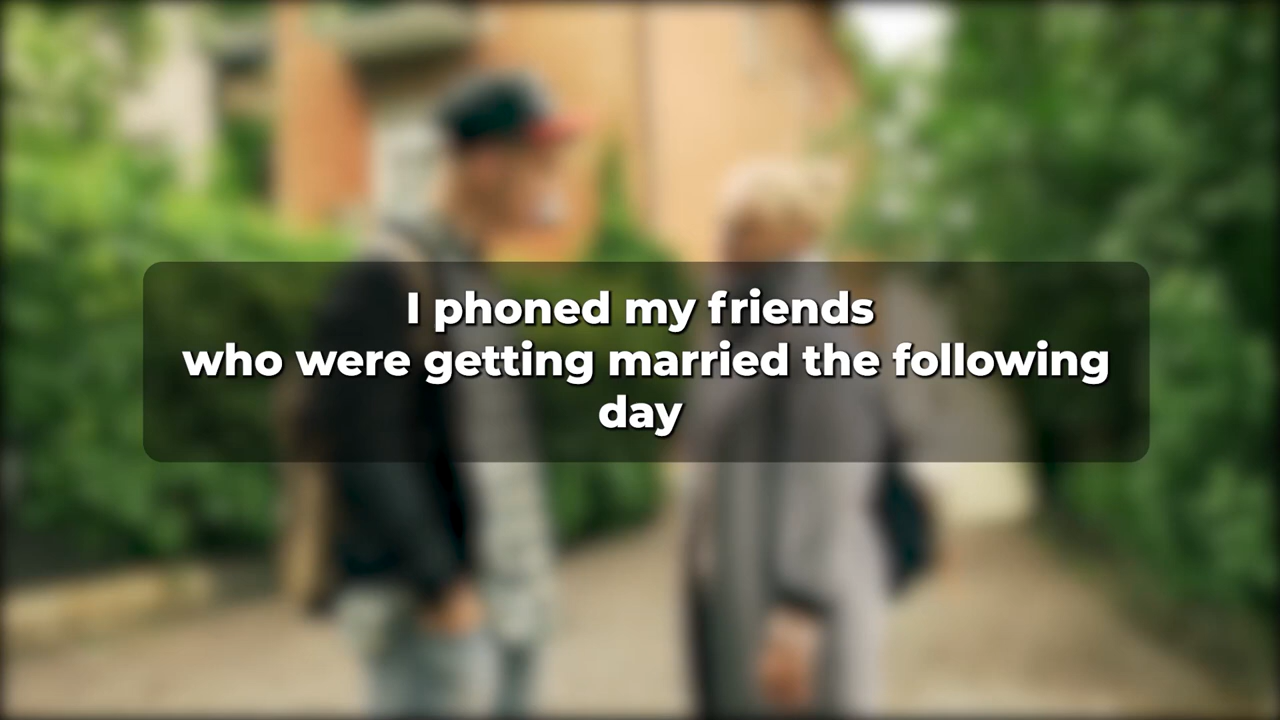 I phoned my friends
who were getting married the following
day